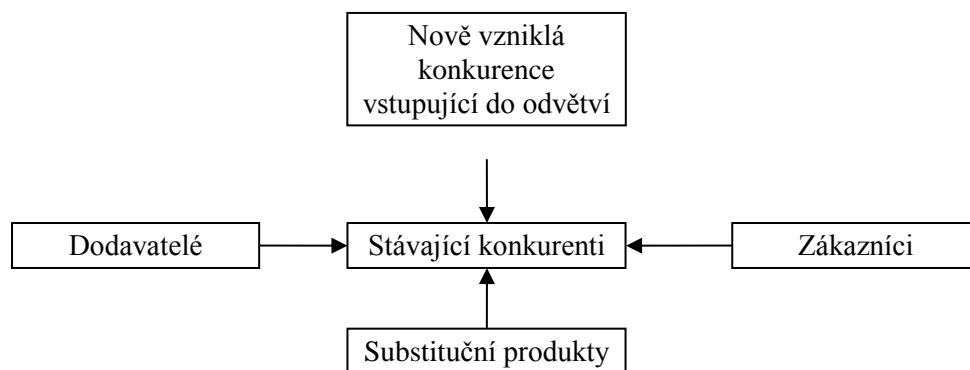 Nově vzniklá
konkurence
vstupující do odvětví
Dodavatelé
Stávající konkurenti
Zákazníci
Substituční produkty